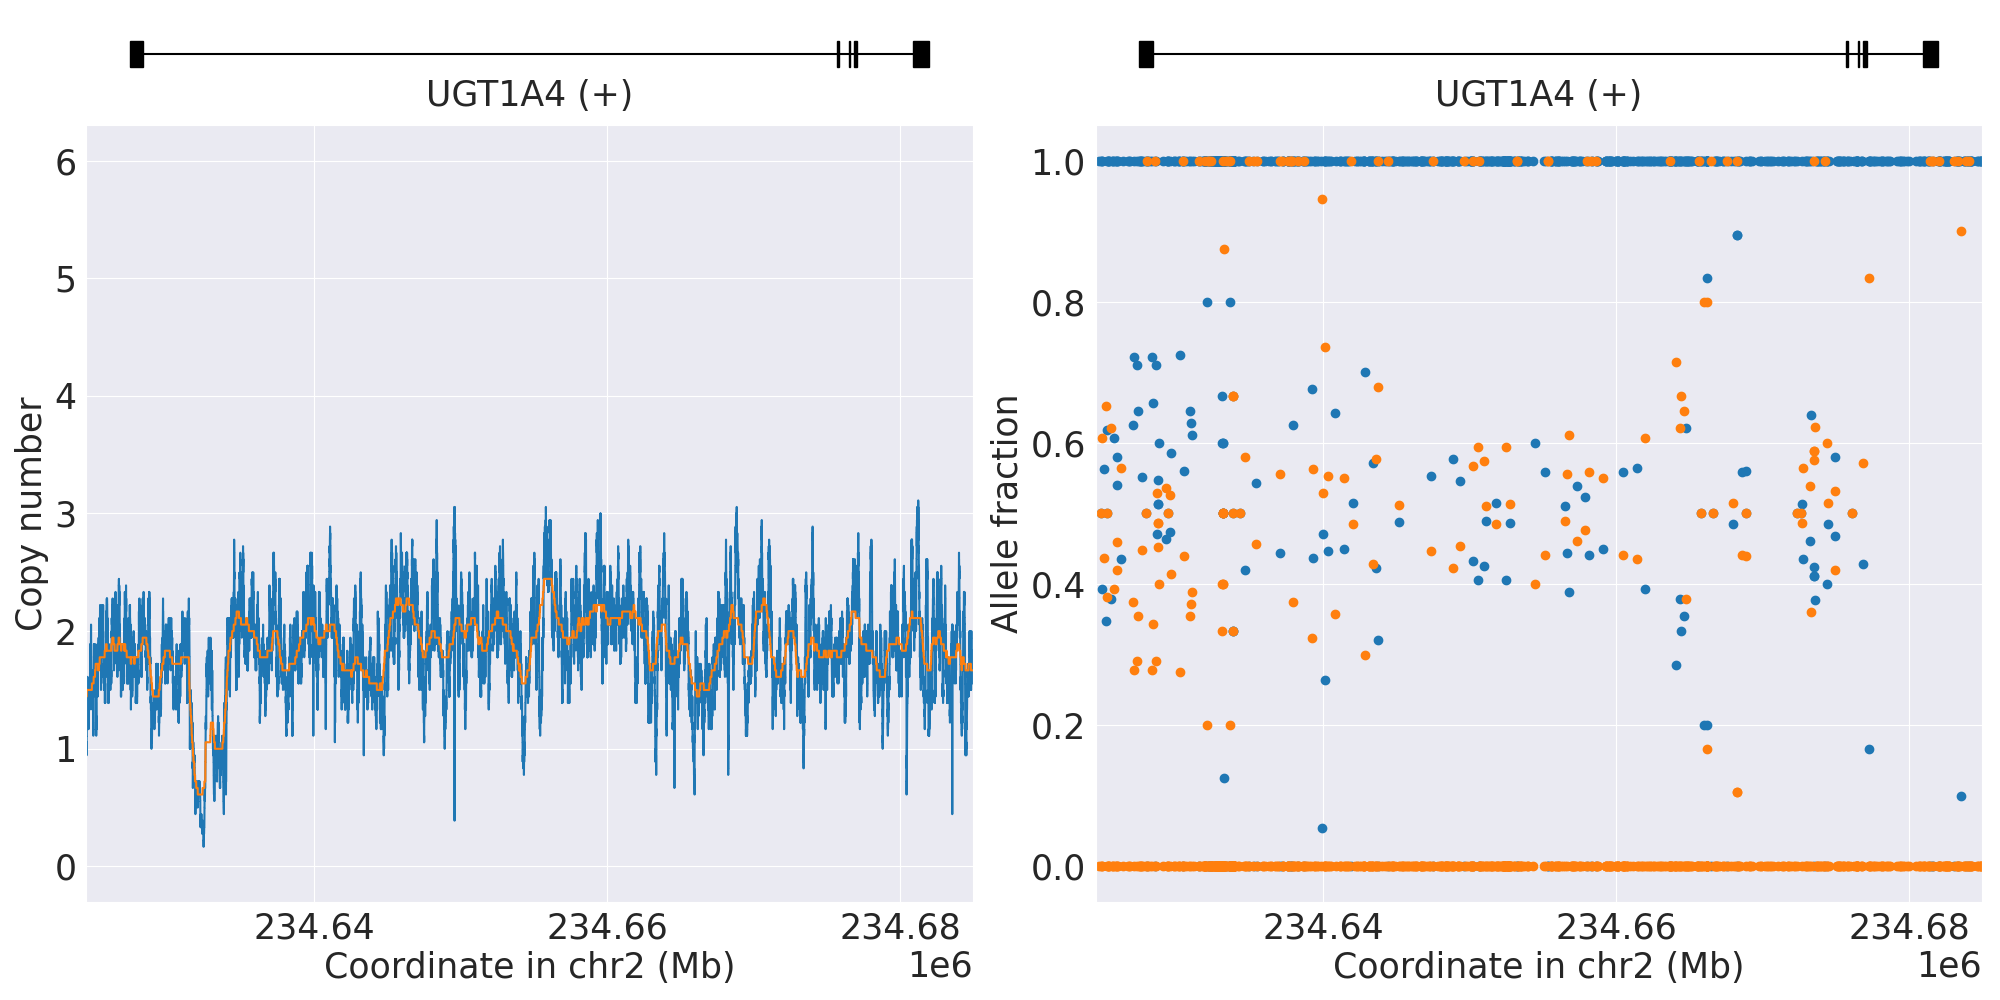 UGT1A4 (+)
6
5
4
3
2
1
0
Copy number
234.64 234.66 234.68
1e6
Coordinate in chr2 (Mb)
UGT1A4 (+)
1.0
0.8
0.6
0.4
0.2
0.0
Allele fraction
234.64 234.66 234.68
1e6
Coordinate in chr2 (Mb)